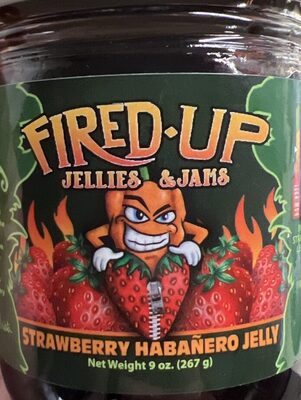 FIRED-UP
JELLIES & JAMS
STRAWBERRY HABAÑERO JELLY
Net Weight 9 oz. (267 g)